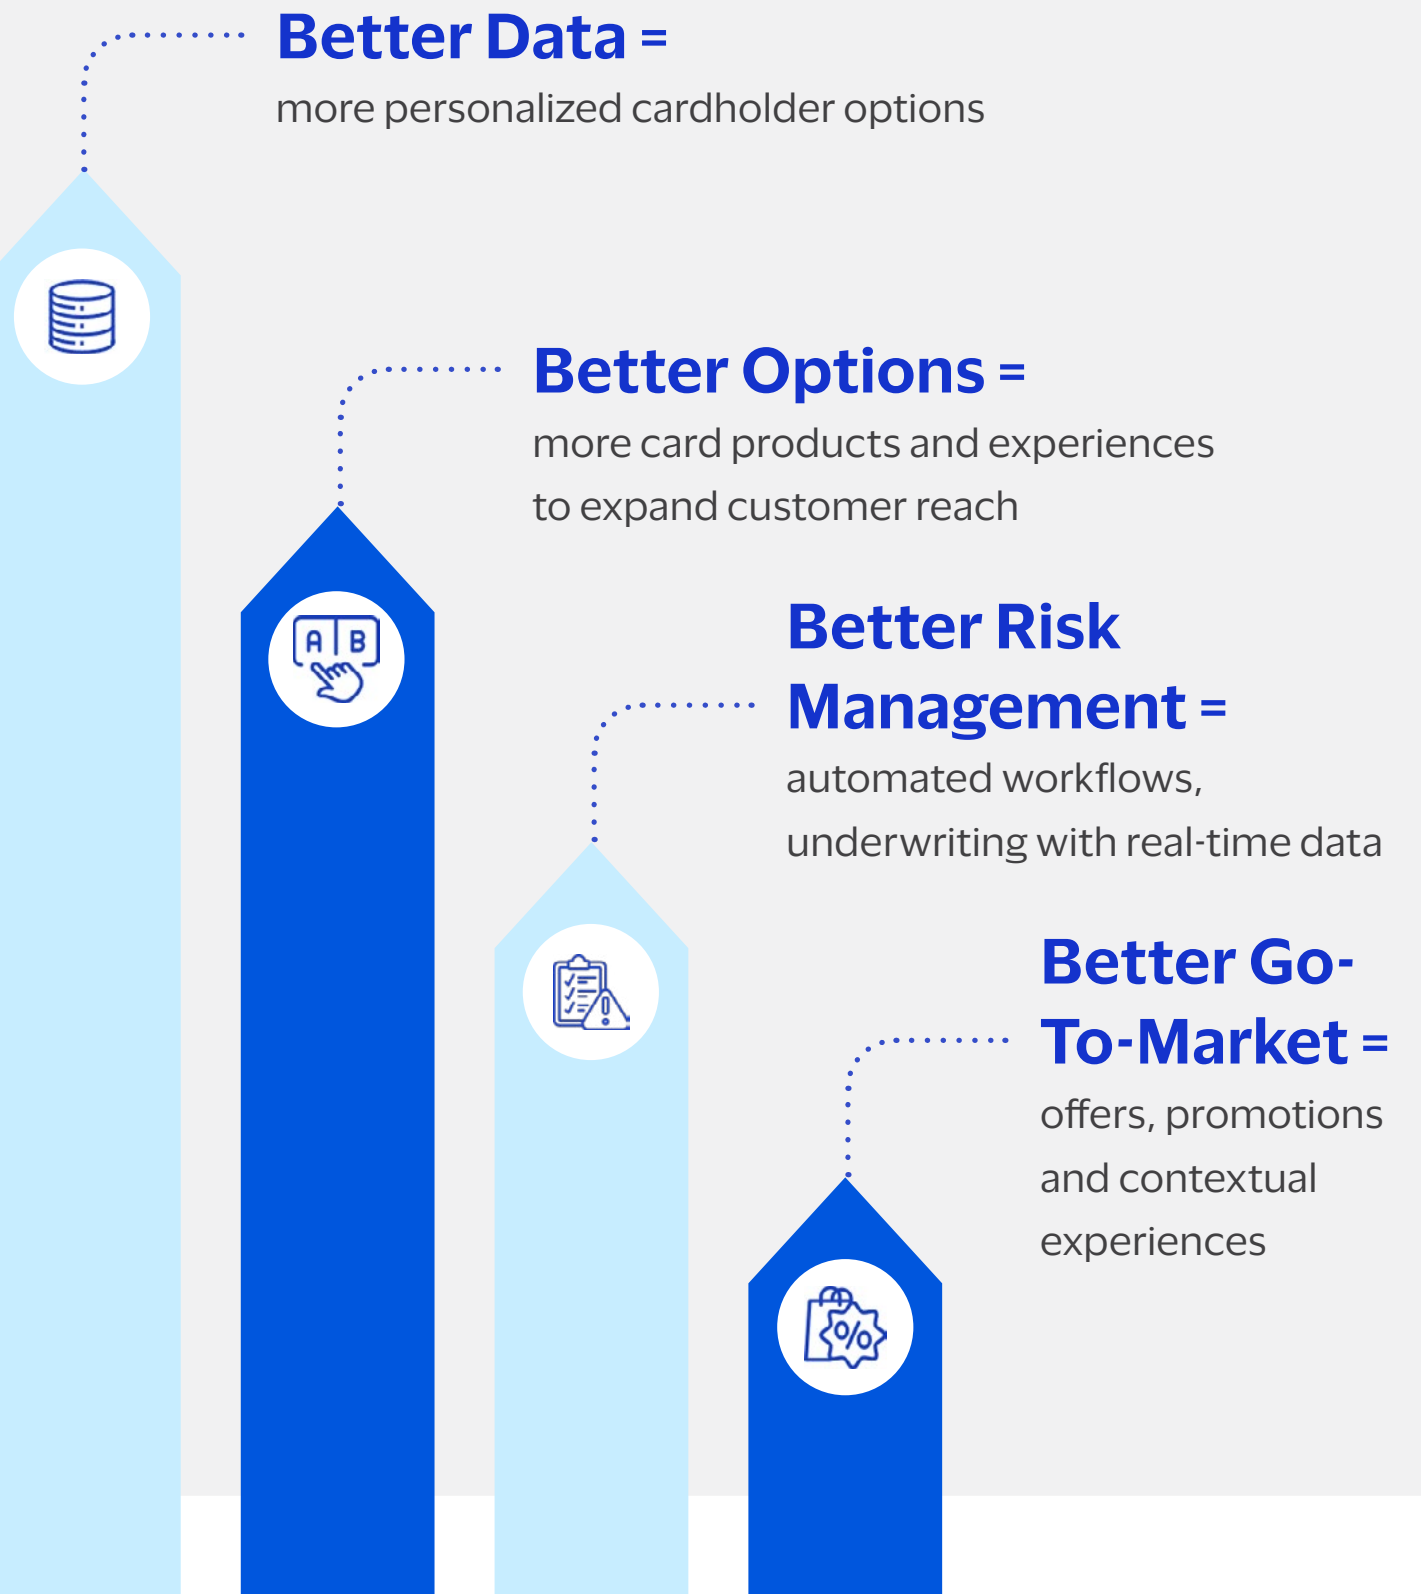 Better Data =
more personalized cardholder options
Better Options =
more card products and experiences
to expand customer reach
A B
Better Risk
Management =
automated workflows,
underwriting with real-time data
Better Go-
To-Market =
offers, promotions
and contextual
experiences
%